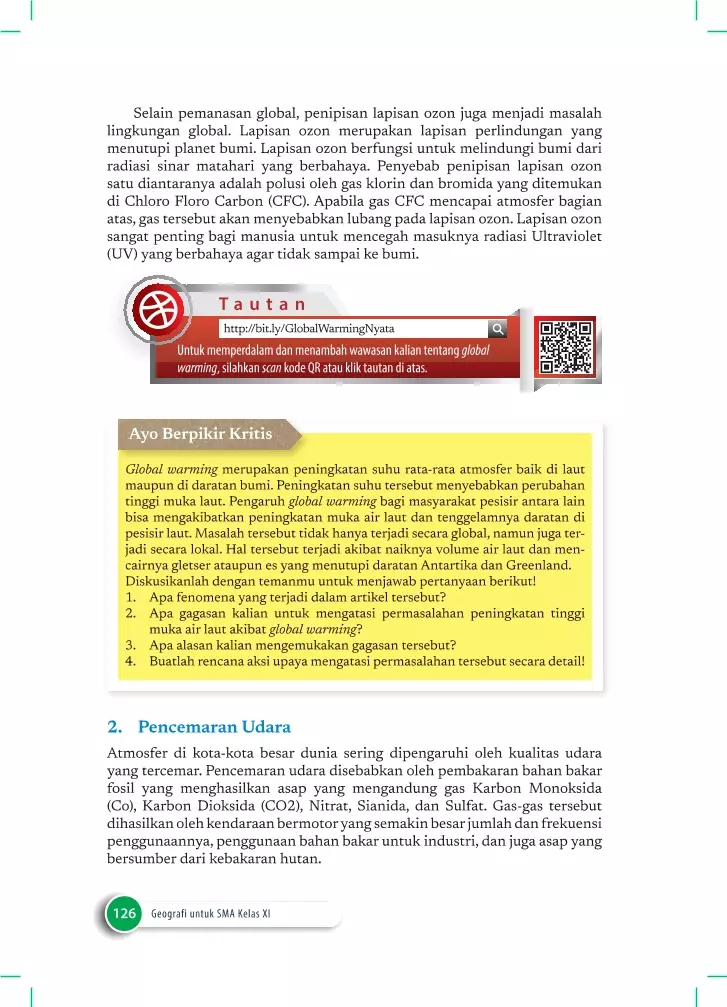 Selain pemanasan global, penipisan lapisan ozon juga menjadi masalah
lingkungan global. Lapisan ozon merupakan lapisan perlindungan yang
menutupi planet bumi. Lapisan ozon berfungsi untuk melindungi bumi dari
radiasi sinar matahari yang berbahaya. Penyebab penipisan lapisan ozon
satu diantaranya adalah polusi oleh gas klorin dan bromida yang ditemukan
di Chloro Floro Carbon (CFC). Apabila gas CFC mencapai atmosfer bagian
atas, gas tersebut akan menyebabkan lubang pada lapisan ozon. Lapisan ozon
sangat penting bagi manusia untuk mencegah masuknya radiasi Ultraviolet
(UV) yang berbahaya agar tidak sampai ke bumi.
Tautan
http://bit.ly/GlobalWarmingNyata
Untuk memperdalam dan menambah wawasan kalian tentang global
warming, silahkan scan kode QR atau klik tautan di atas.
Ayo Berpikir Kritis
Global warming merupakan peningkatan suhu rata-rata atmosfer baik di laut
maupun di daratan bumi. Peningkatan suhu tersebut menyebabkan perubahan
tinggi muka laut. Pengaruh global warming bagi masyarakat pesisir antara lain
bisa mengakibatkan peningkatan muka air laut dan tenggelamnya daratan di
pesisir laut. Masalah tersebut tidak hanya terjadi secara global, namun juga ter-
jadi secara lokal. Hal tersebut terjadi akibat naiknya volume air laut dan men-
cairnya gletser ataupun es yang menutupi daratan Antartika dan Greenland.
Diskusikanlah dengan temanmu untuk menjawab pertanyaan berikut!
1. Apa fenomena yang terjadi dalam artikel tersebut?
2. Apa gagasan kalian untuk mengatasi permasalahan peningkatan tinggi
muka air laut akibat global warming?
3. Apa alasan kalian mengemukakan gagasan tersebut?
4. Buatlah rencana aksi upaya mengatasi permasalahan tersebut secara detail!
2. Pencemaran Udara
Atmosfer di kota-kota besar dunia sering dipengaruhi oleh kualitas udara
yang tercemar. Pencemaran udara disebabkan oleh pembakaran bahan bakar
fosil yang menghasilkan asap yang mengandung gas Karbon Monoksida
(Co), Karbon Dioksida (CO2), Nitrat, Sianida, dan Sulfat. Gas-gas tersebut
dihasilkan oleh kendaraan bermotor yang semakin besar jumlah dan frekuensi
penggunaannya, penggunaan bahan bakar untuk industri, dan juga asap yang
bersumber dari kebakaran hutan.
126 Geografi untuk SMA Kelas XI